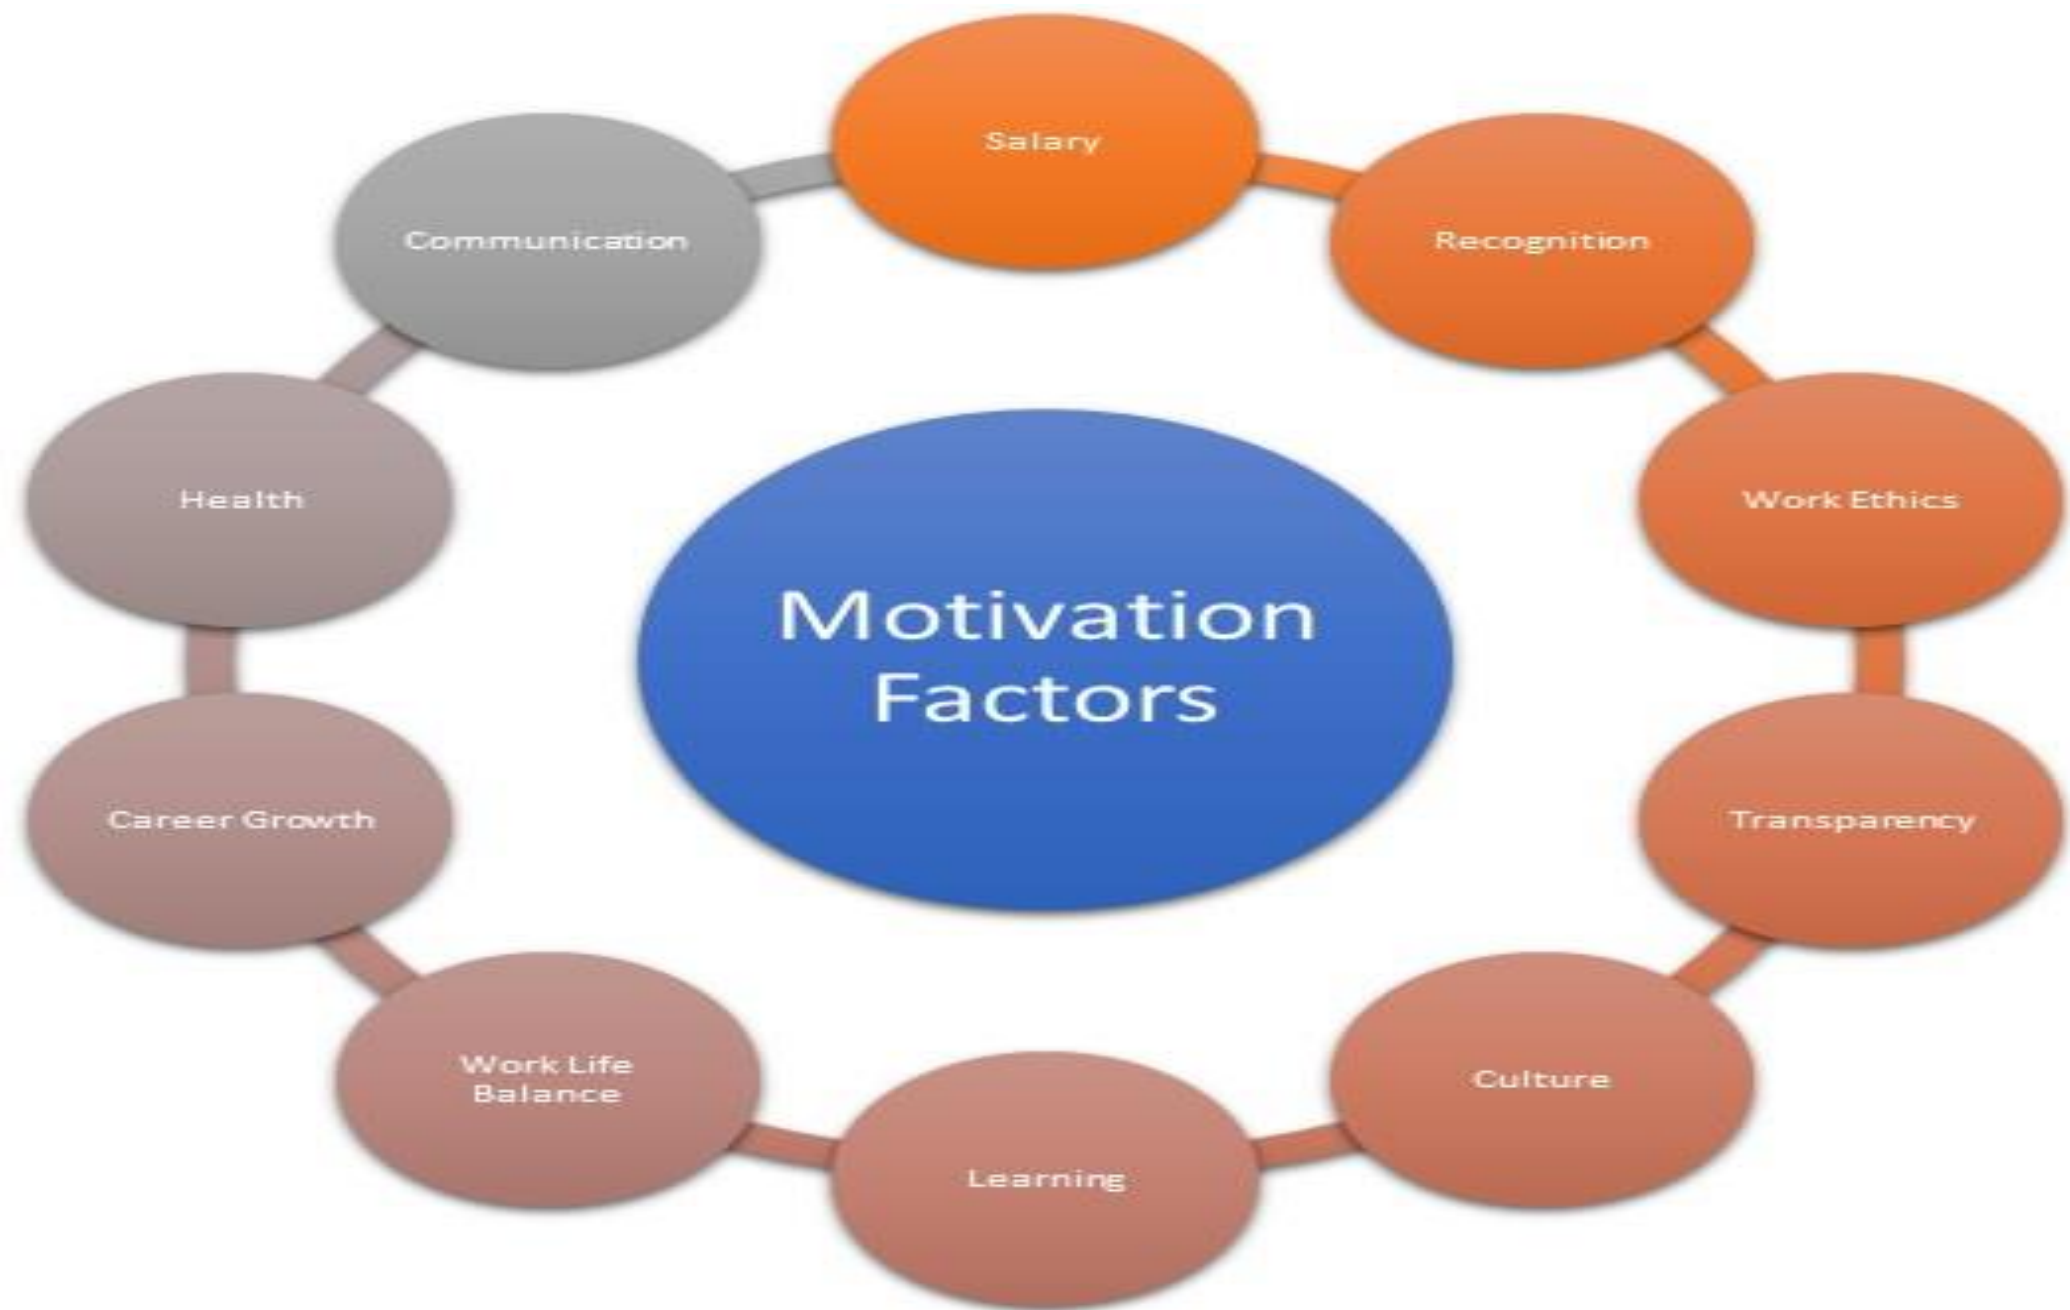 Salary
Recognition
Work Ethics
Transparency
Culture
Learning
Work Life
Balance
Career Growth
Health
Communication
Motivation
Factors